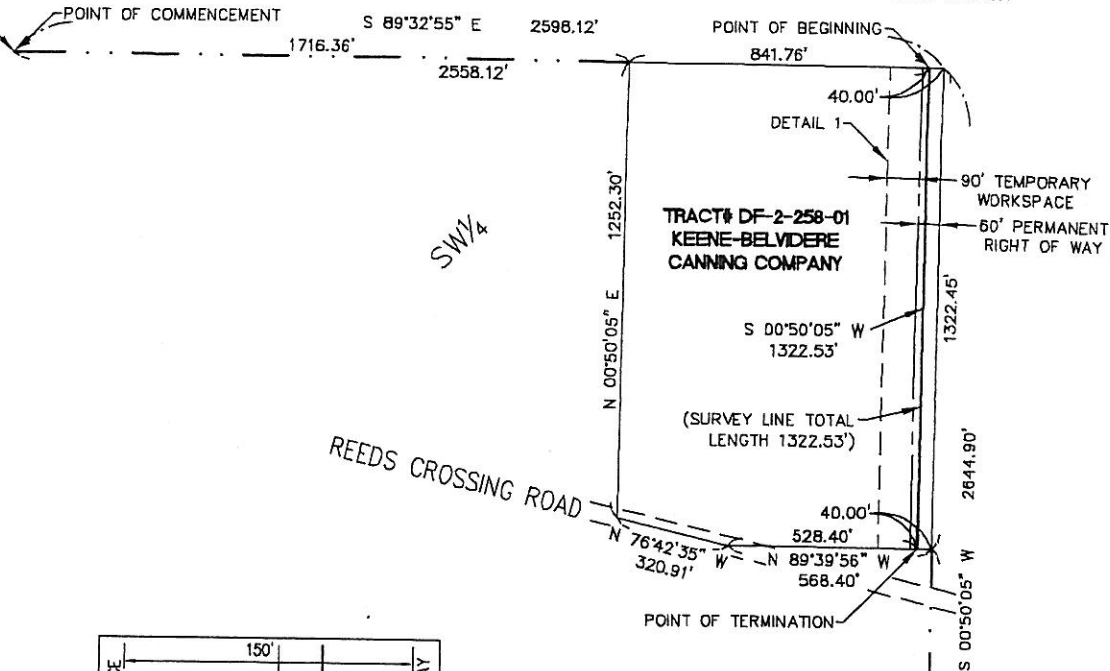 POINT OF COMMENCEMENT
S 89°32'55" E 2598.12'
POINT OF BEGINNING
1716.36'
2558.12'
841.76'
40.00'
DETAIL 1
90' TEMPORARY
WORKSPACE
60' PERMANENT
RIGHT OF WAY
1252.30'
N 00°50'05" E
SW¼
TRACT# DF-2-258-01
KEENE-BELVIDERE
CANNING COMPANY
S 00°50'05" W
1322.53'
1322.45'
(SURVEY LINE TOTAL
LENGTH 1322.53')
2644.90'
S 00°50'05" W
REEDS CROSSING ROAD
40.00'
528.40'
N 76°42'35" W
320.91'
N 89°39'56" W
568.40'
POINT OF TERMINATION
150'